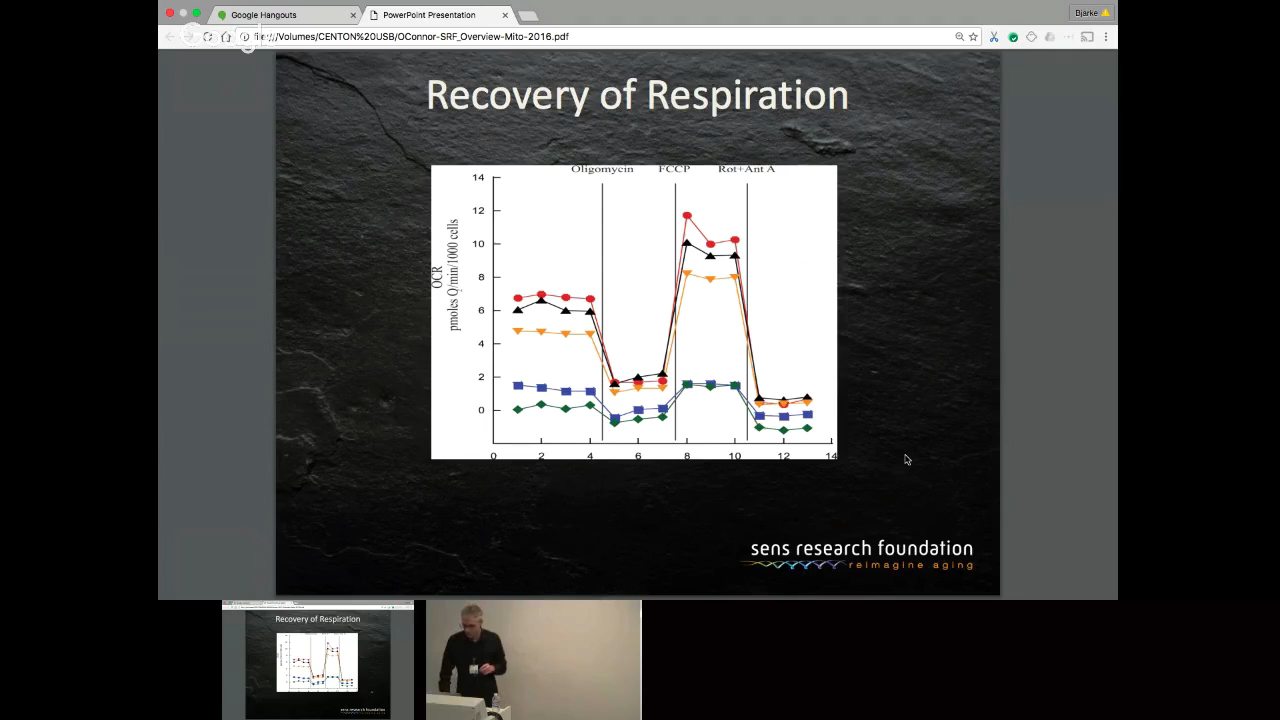 Google Hangouts
PowerPoint Presentation
Bjarke
file:///Volumes/CENTON%20USB/OConnor-SRF_Overview-Mito-2016.pdf
Recovery of Respiration
Oligomycin FCCP Rot+Ant A
14
12
10
8
6
4
2
0
OCR
pmoles O/min/1000 cells
0 2 4 6 8 10 12 14
sens research foundation
reimagine aging
Recovery of Respiration